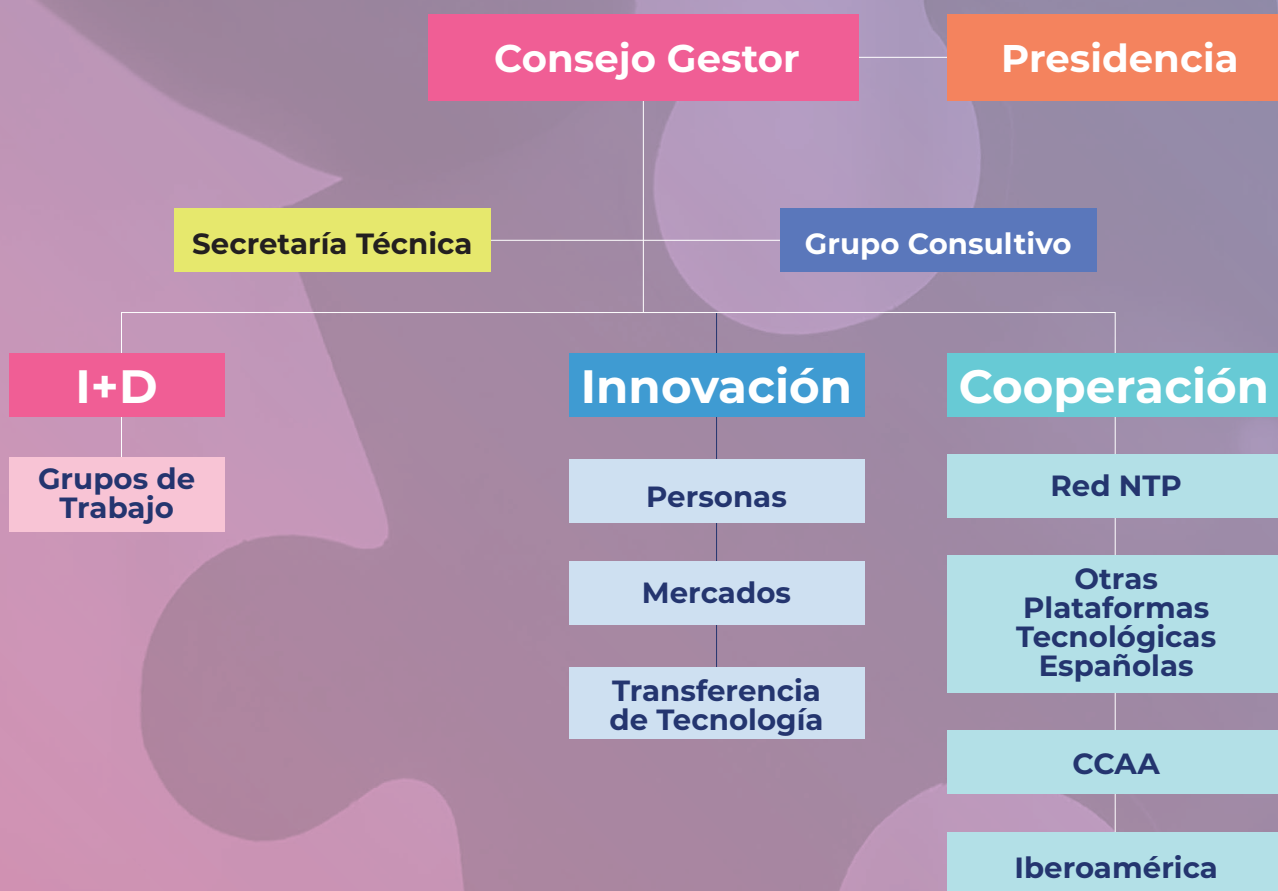 Consejo Gestor
Presidencia
Secretaría Técnica
Grupo Consultivo
I+D
Innovación
Cooperación
Grupos de
Trabajo
Personas
Mercados
Transferencia
de Tecnología
Red NTP
Otras
Plataformas
Tecnológicas
Españolas
CCAA
Iberoamérica